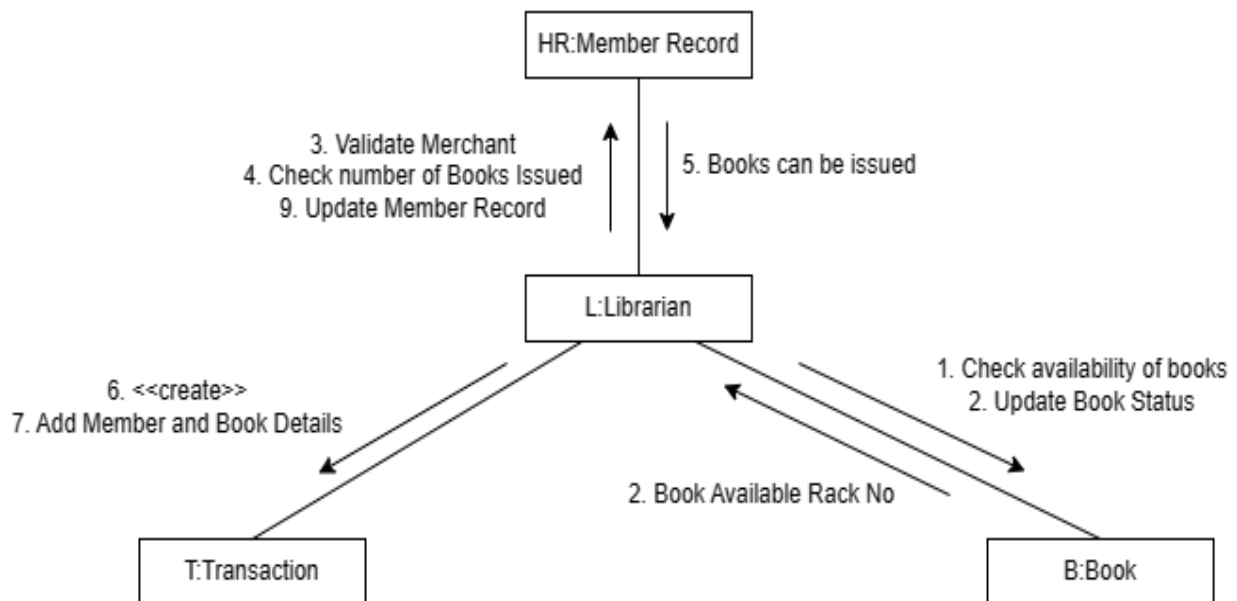 HR:Member Record
3. Validate Merchant
4. Check number of Books Issued
9. Update Member Record
5. Books can be issued
L:Librarian
6. <<create>>
7. Add Member and Book Details
1. Check availability of books
2. Update Book Status
2. Book Available Rack No
T:Transaction
B:Book